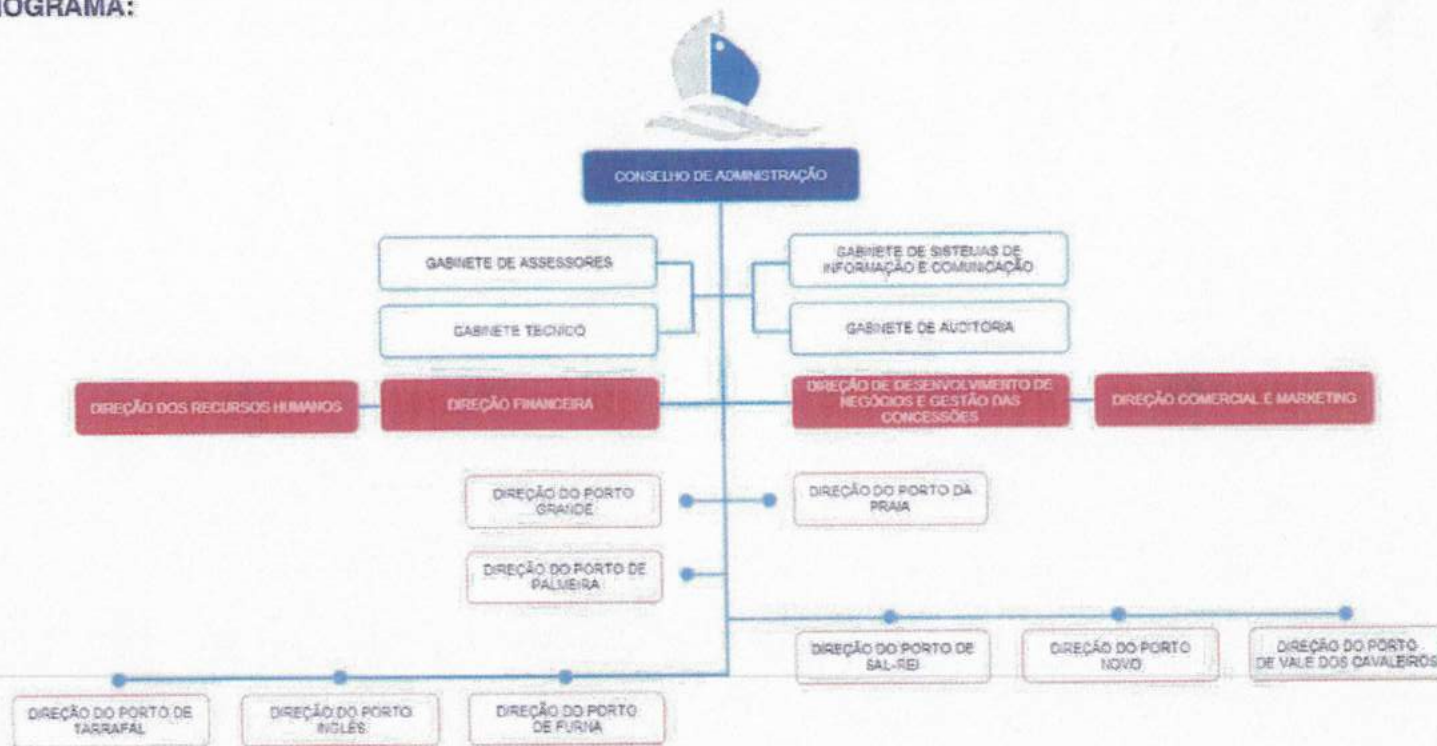 NOGRAMA:
CONSELHO DE ADMINISTRAÇÃO
GABINETE DE ASSESSORES
GABINETE DE SISTEMAS DE
INFORMAÇÃO E COMUNICAÇÃO
GABINETE TÉCNICO
GABINETE DE AUDITORIA
DIREÇÃO DOS RECURSOS HUMANOS
DIREÇÃO FINANCEIRA
DIREÇÃO DE DESENVOLVIMENTO DE
NEGÓCIOS E GESTÃO DAS
CONCESSÕES
DIREÇÃO COMERCIAL E MARKETING
DIREÇÃO DO PORTO
GRANDE
DIREÇÃO DO PORTO DA
PRAIA
DIREÇÃO DO PORTO DE
PALMEIRA
DIREÇÃO DO PORTO DE
SAL-REI
DIREÇÃO DO PORTO
NOVO
DIREÇÃO DO PORTO
DE VALE DOS CAVALEIROS
DIREÇÃO DO PORTO DE
TARRAFAL
DIREÇÃO DO PORTO
INGLÊS
DIREÇÃO DO PORTO
DE FURNA